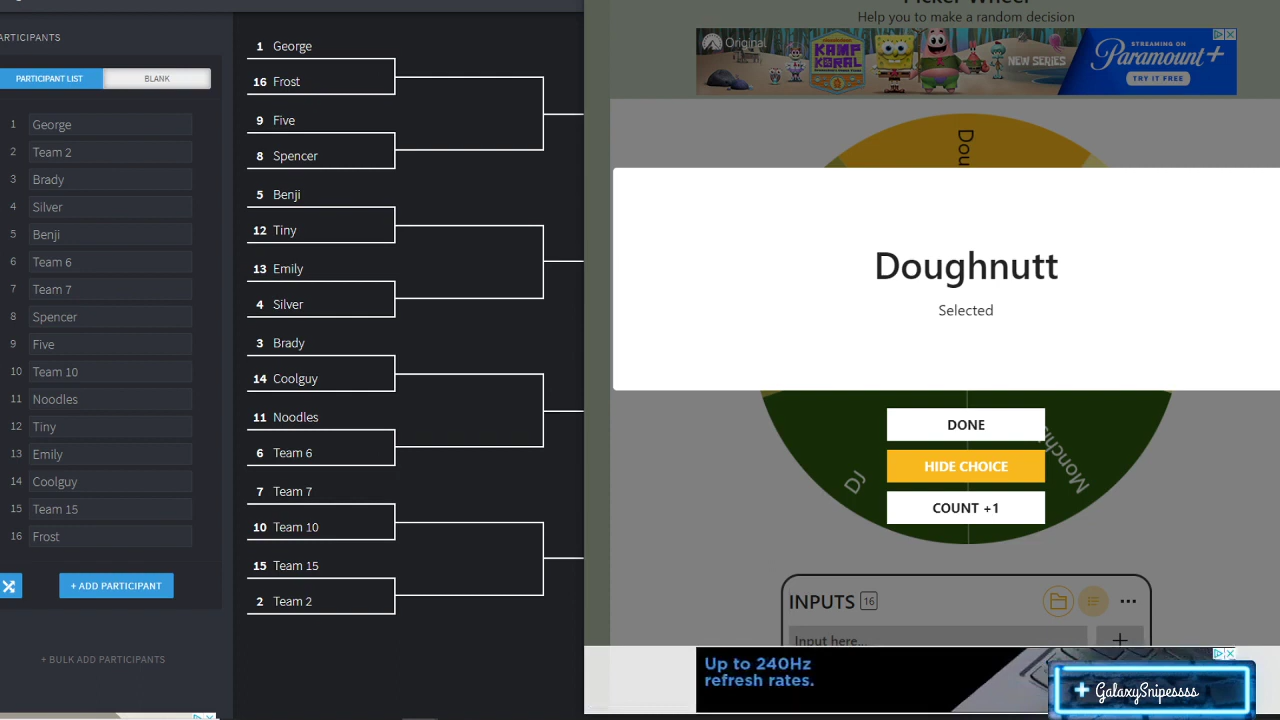 ARTICIPANTS
PARTICIPANT LIST
BLANK
1 George
2 Team 2
3 Brady
4 Silver
5 Benji
6 Team 6
7 Team 7
8 Spencer
9 Five
10 Team 10
11 Noodles
12 Tiny
13 Emily
14 Coolguy
15 Team 15
16 Frost
+ ADD PARTICIPANT
+ BULK ADD PARTICIPANTS
1 George
16 Frost
9 Five
8 Spencer
5 Benji
12 Tiny
13 Emily
4 Silver
3 Brady
14 Coolguy
11 Noodles
6 Team 6
7 Team 7
10 Team 10
15 Team 15
2 Team 2
Picker Wheel
Help you to make a random decision
Paramount Original
nickelodeon
KAMP KORAL
NEW SERIES
STREAMING ON
Paramount+
TRY IT FREE
Dou
Doughnutt
Selected
DONE
HIDE CHOICE
COUNT +1
DJ
Monch
INPUTS 16
Input here...
Up to 240Hz
refresh rates.
GalaxySnipessss